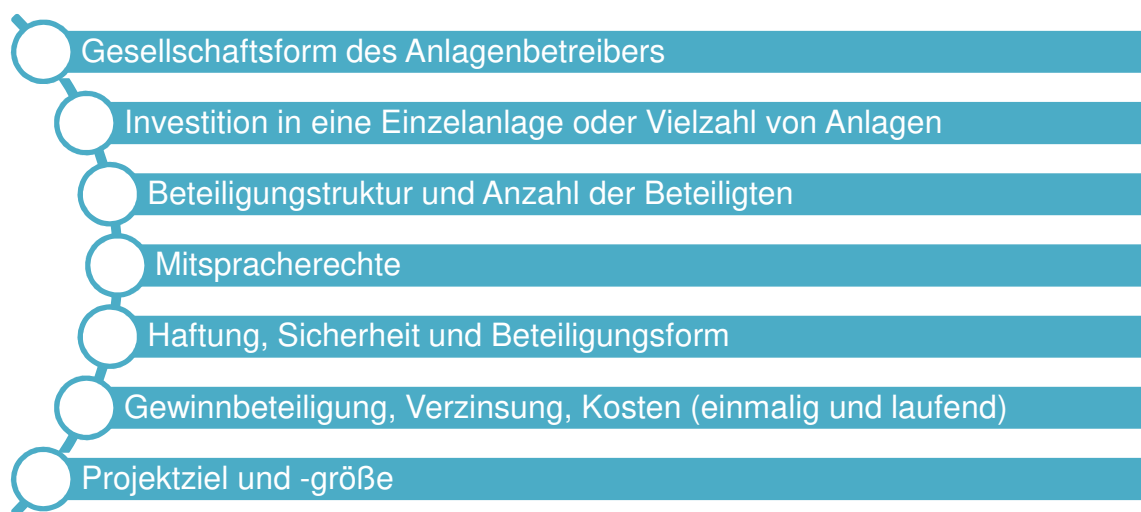 Gesellschaftsform des Anlagenbetreibers
Investition in eine Einzelanlage oder Vielzahl von Anlagen
Beteiligungstruktur und Anzahl der Beteiligten
Mitspracherechte
Haftung, Sicherheit und Beteiligungsform
Gewinnbeteiligung, Verzinsung, Kosten (einmalig und laufend)
Projektziel und -größe